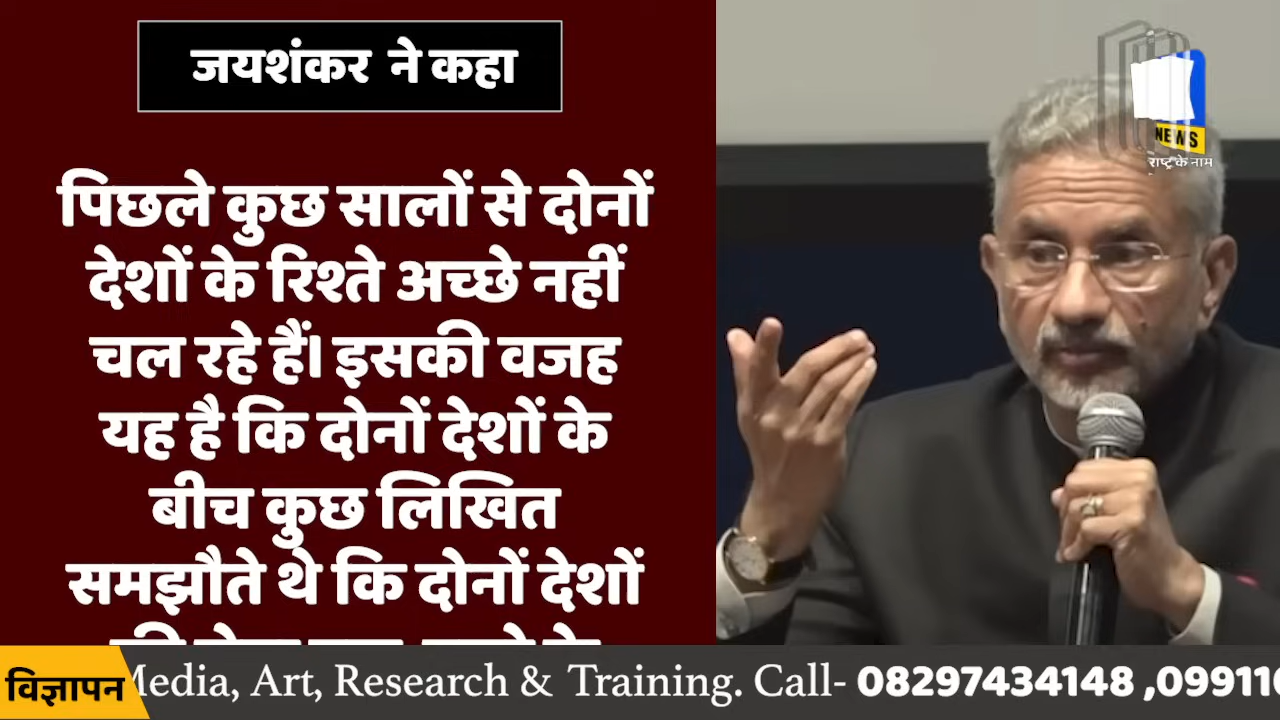 जयशंकर ने कहा
पिछले कुछ सालों से दोनों
देशों के रिश्ते अच्छे नहीं
चल रहे हैं। इसकी वजह
यह है कि दोनों देशों के
बीच कुछ लिखित
समझौते थे कि दोनों देशों
NEWS
राष्ट्र के नाम
विज्ञापन
Media, Art, Research & Training. Call- 08297434148 ,099110